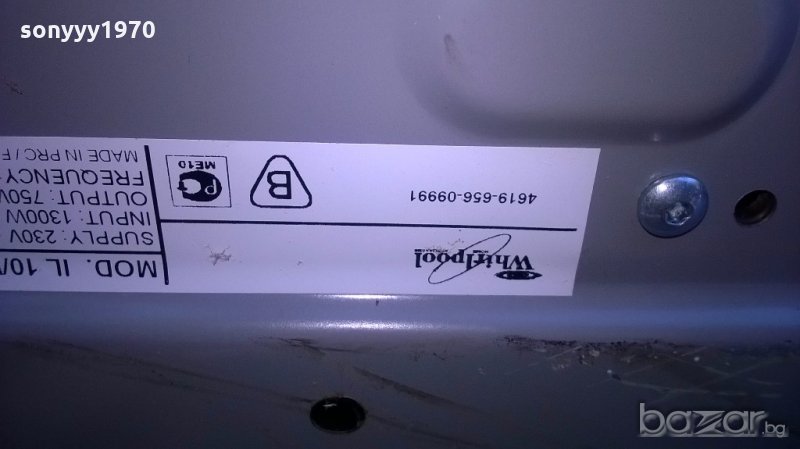 sonyyy1970
Whirlpool
4619-656-09991
B
PC
ME10
MOD. IL 10/
SUPPLY: 230V
INPUT: 1300W
OUTPUT: 750W
FREQUENCY
MADE IN PRC / F
bazar.bg